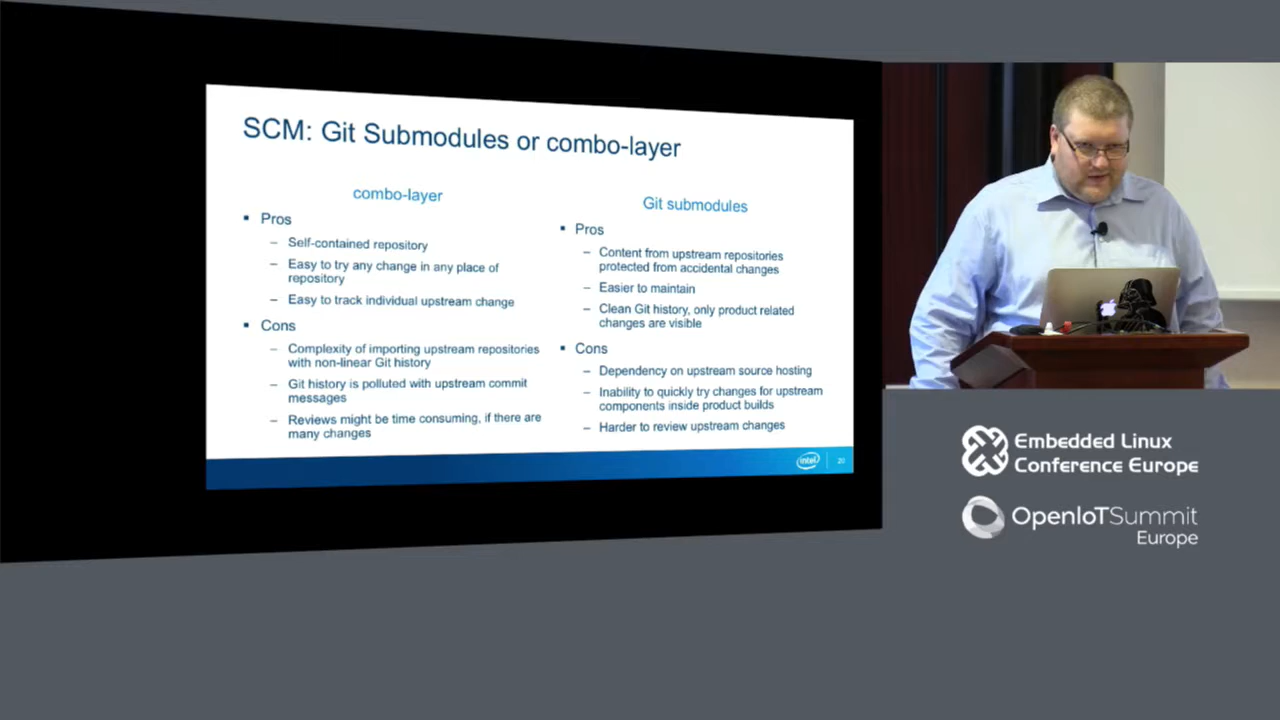 SCM: Git Submodules or combo-layer
combo-layer
Pros
Self-contained repository
Easy to try any change in any place of
repository
Easy to track individual upstream change
Cons
Complexity of importing upstream repositories
with non-linear Git history
Git history is polluted with upstream commit
messages
Reviews might be time consuming, if there are
many changes
Git submodules
Pros
Content from upstream repositories
protected from accidental changes
Easier to maintain
Clean Git history, only product related
changes are visible
Cons
Dependency on upstream source hosting
Inability to quickly try changes for upstream
components inside product builds
Harder to review upstream changes
intel
20
Embedded Linux
Conference Europe
OpenIoTSummit
Europe